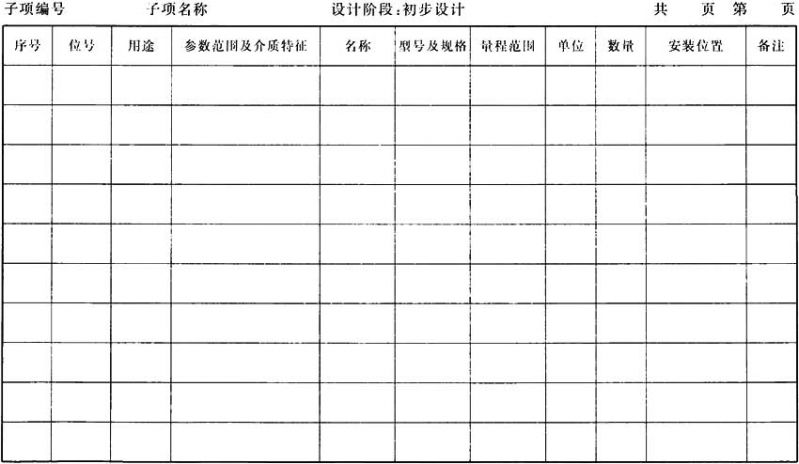 子项编号 子项名称 设计阶段:初步设计 共 页 第 页
序号 位号 用途 参数范围及介质特征 名称 型号及规格 量程范围 单位 数量 安装位置 备注